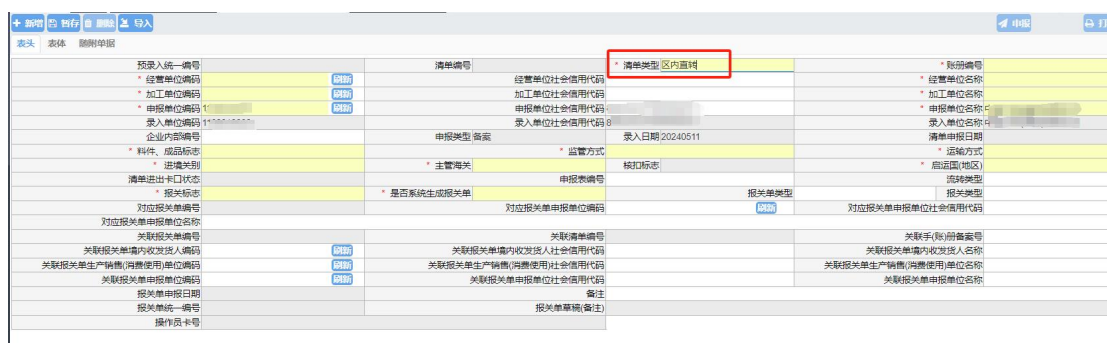 新增 暂存 删除 导入 申报 打
表头 表体 随附单据
预录入统一编号 清单编号 * 清单类型 区内直转 * 账册编号
* 经营单位编码 刷新 经营单位社会信用代码 * 经营单位名称
* 加工单位编码 刷新 加工单位社会信用代码 * 加工单位名称
* 申报单位编码 刷新 申报单位社会信用代码 * 申报单位名称
录入单位编码 录入单位社会信用代码 录入单位名称
企业内部编号 申报类型 备案 录入日期 20240511 清单申报日期
* 料件、成品标志 * 监管方式 * 运输方式
* 进境关别 * 主管海关 核扣标志 * 启运国(地区)
清单进出卡口状态 申报表编号 流转类型
* 报关标志 * 是否系统生成报关单 报关单类型 报关类型
对应报关单编号 对应报关单申报单位编码 刷新 对应报关单申报单位社会信用代码
对应报关单申报单位名称
关联报关单编号 关联清单编号 关联手(账)册备案号
关联报关单境内收发货人编码 刷新 关联报关单境内收发货人社会信用代码 关联报关单境内收发货人名称
关联报关单生产销售(消费使用)单位编码 刷新 关联报关单生产销售(消费使用)社会信用代码 关联报关单生产销售(消费使用)单位名称
关联报关单申报单位编码 刷新 关联报关单申报单位社会信用代码 关联报关单申报单位名称
报关单申报日期 备注
报关单统一编号 报关单草稿(备注)
操作员卡号